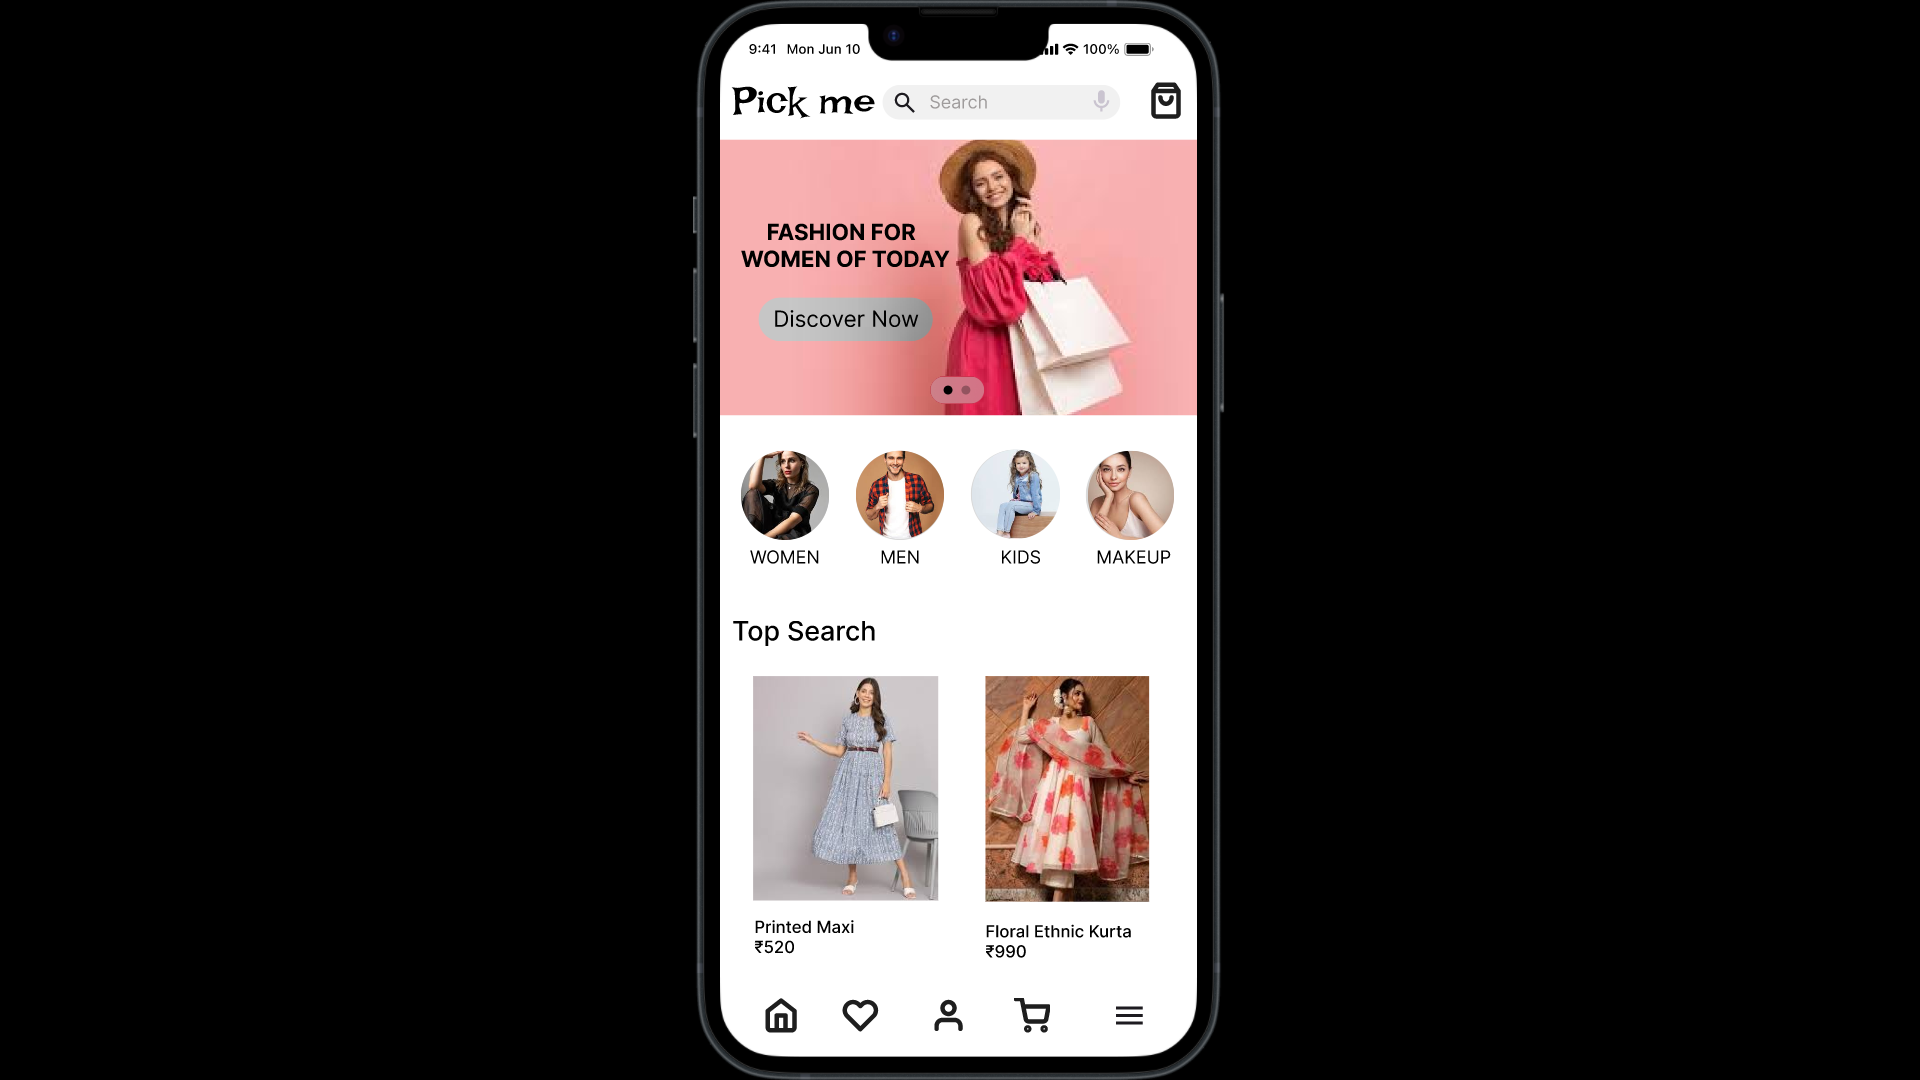 9:41 Mon Jun 10
100%
Pick me
Search
FASHION FOR
WOMEN OF TODAY
Discover Now
WOMEN
MEN
KIDS
MAKEUP
Top Search
Printed Maxi
₹520
Floral Ethnic Kurta
₹990